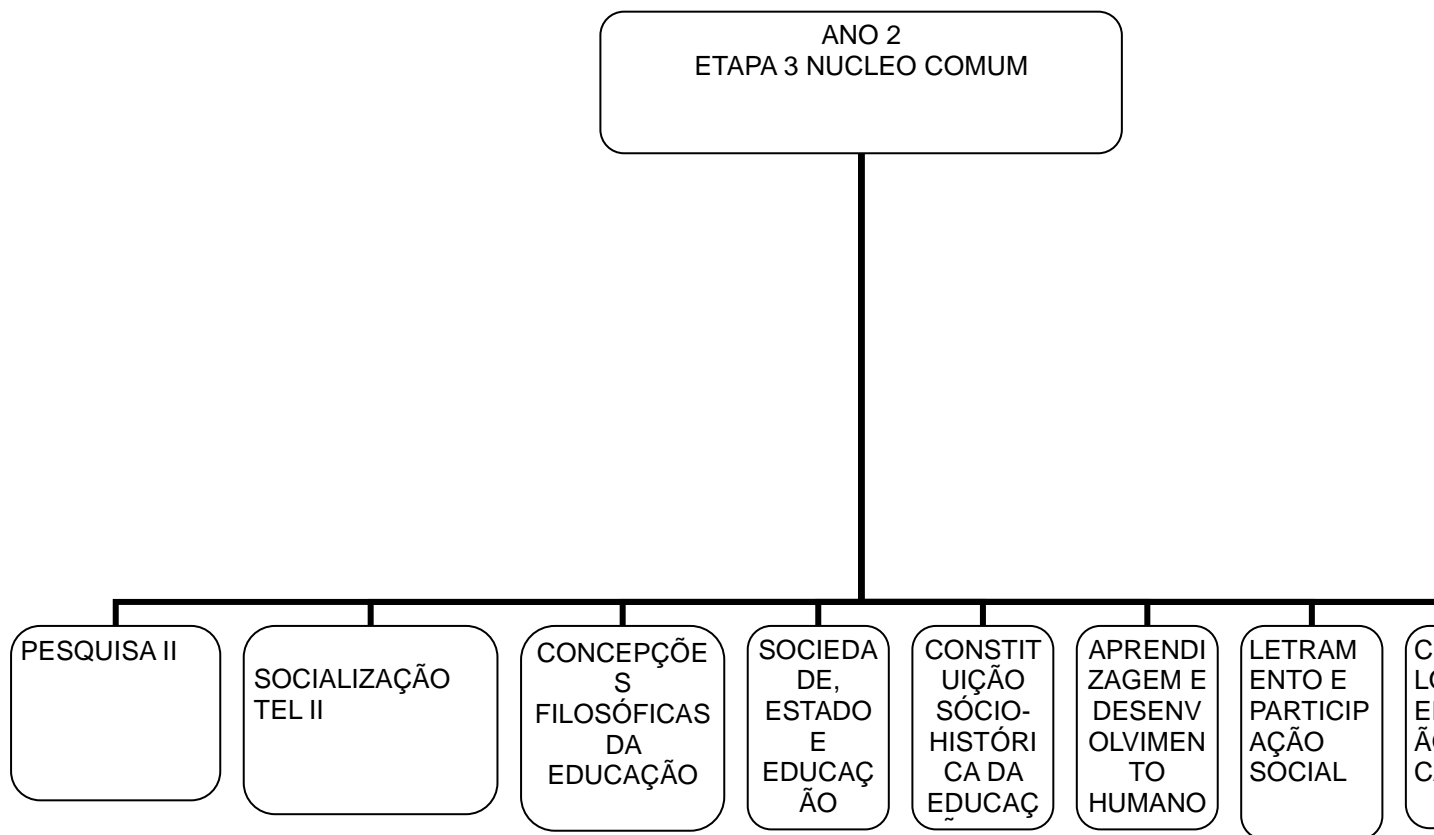 ANO 2
ETAPA 3 NUCLEO COMUM
PESQUISA II
SOCIALIZAÇÃO
TEL II
CONCEPÇÕE
S
FILOSÓFICAS
DA
EDUCAÇÃO
SOCIEDA
DE,
ESTADO
E
EDUCAÇ
ÃO
CONSTIT
UIÇÃO
SÓCIO-
HISTÓRI
CA DA
EDUCAÇ
APRENDI
ZAGEM E
DESENV
OLVIMEN
TO
HUMANO
LETRAM
ENTO E
PARTICIP
AÇÃO
SOCIAL